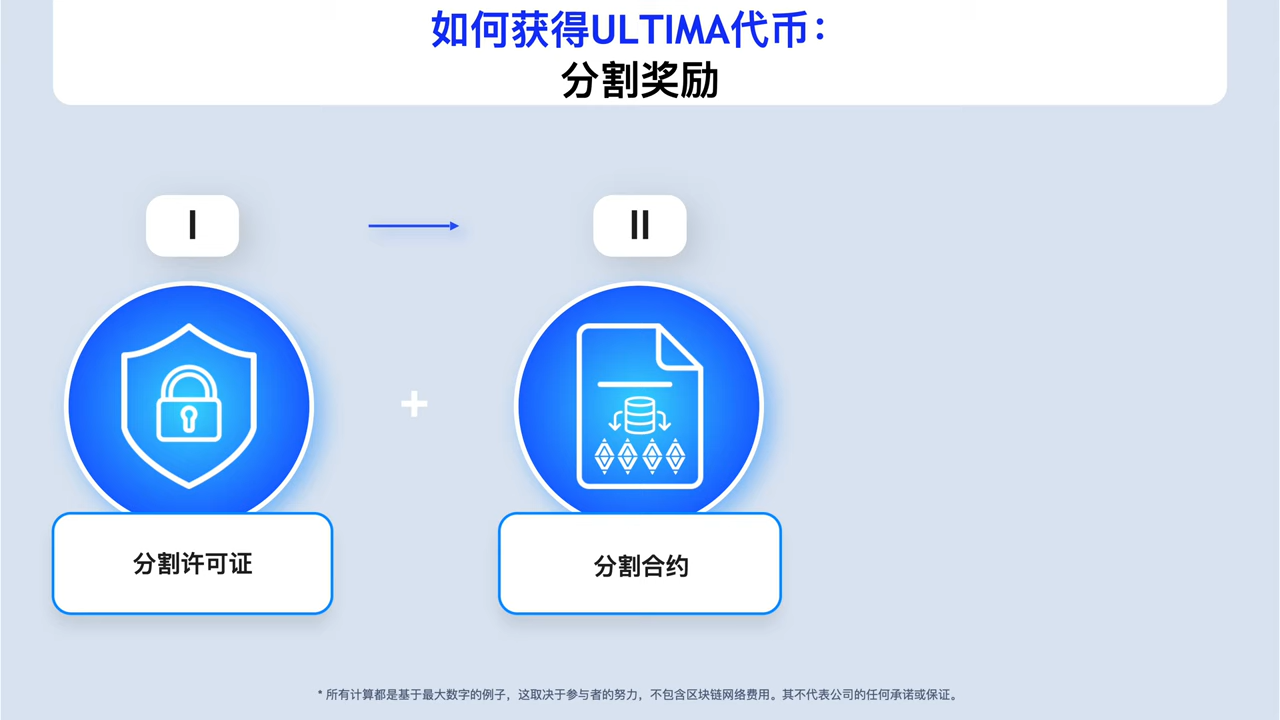 如何获得ULTIMA代币：
分割奖励
I
II
+
分割许可证
分割合约
* 所有计算都是基于最大数字的例子，这取决于参与者的努力，不包含区块链网络费用。其不代表公司的任何承诺或保证。